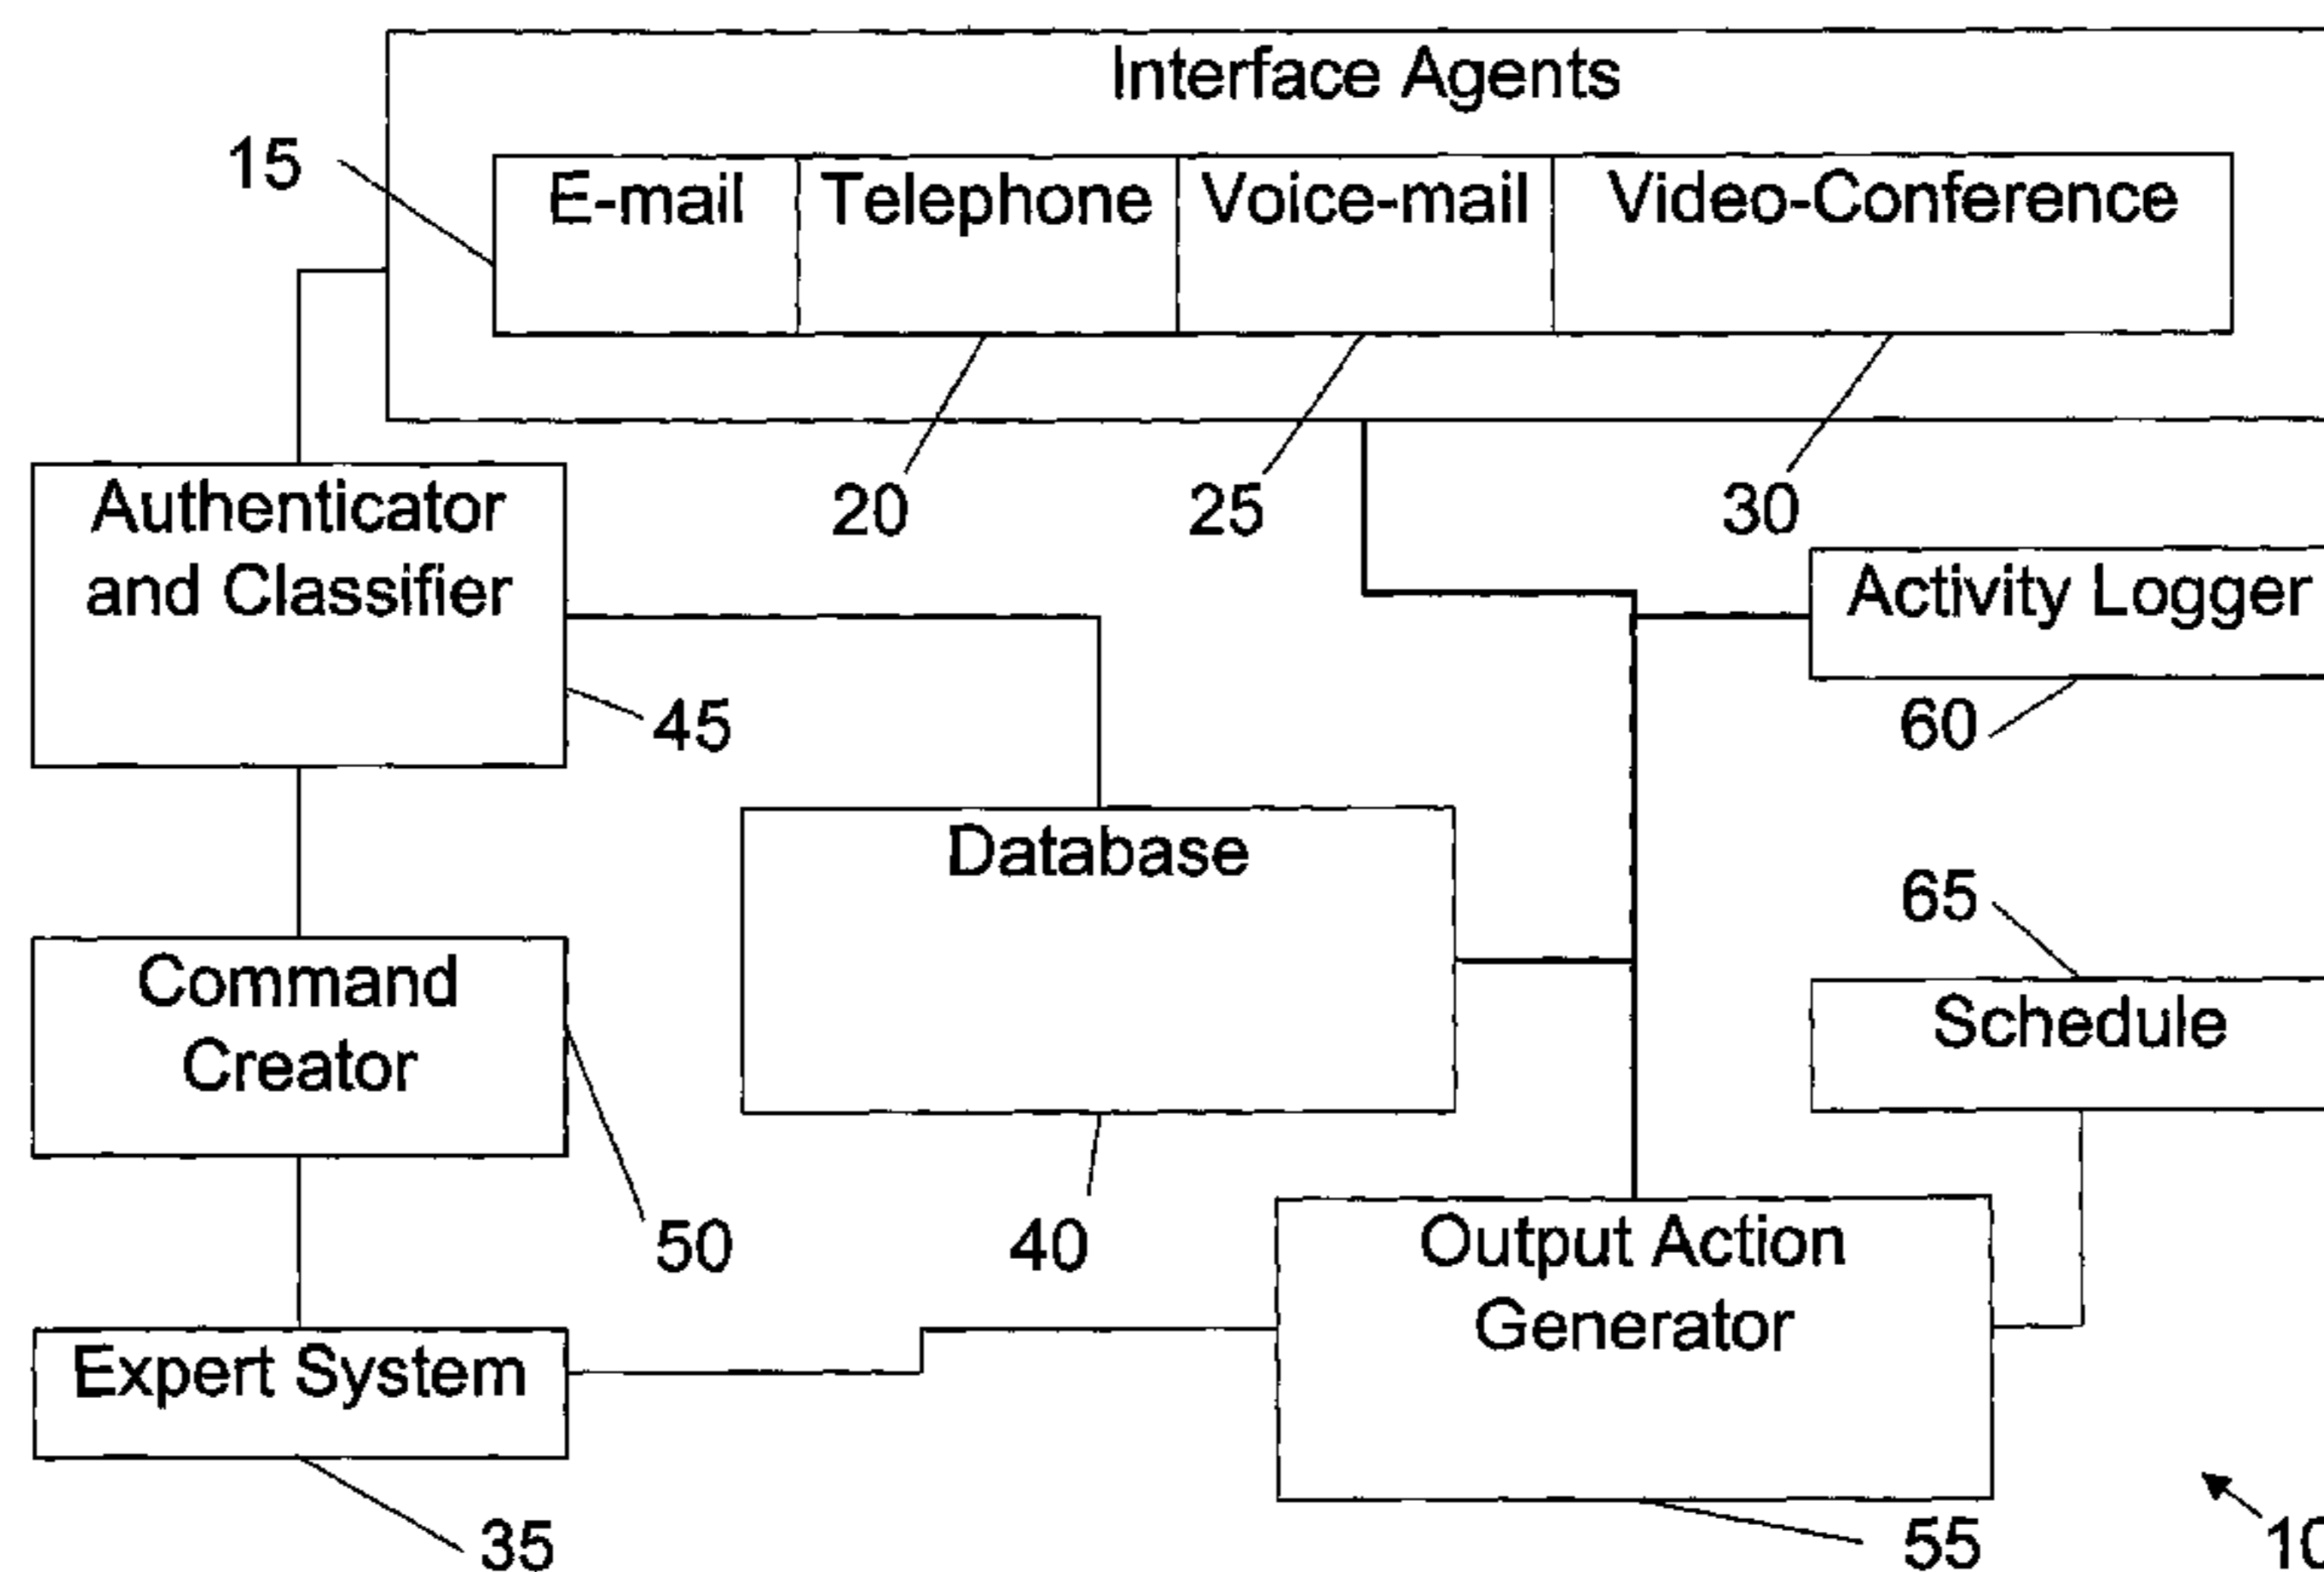 Interface Agents
15
E-mail
Telephone
Voice-mail
Video-Conference
20
25
30
Authenticator
and Classifier
45
Activity Logger
60
Database
40
65
Schedule
Command
Creator
50
Output Action
Generator
55
Expert System
35
10